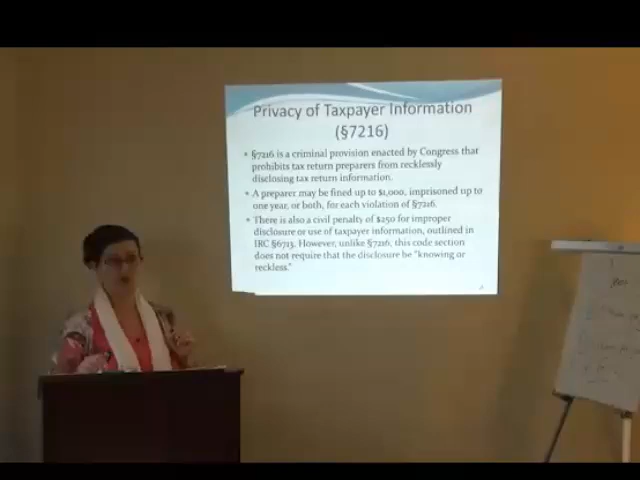 Privacy of Taxpayer Information
(§7216)
• §7216 is a criminal provision enacted by Congress that
prohibits tax return preparers from recklessly
disclosing tax return information.
• A preparer may be fined up to $1,000, imprisoned up to
one year, or both, for each violation of §7216.
• There is also a civil penalty of $250 for improper
disclosure or use of taxpayer information, outlined in
IRC §6713. However, unlike §7216, this code section
does not require that the disclosure be "knowing or
reckless."